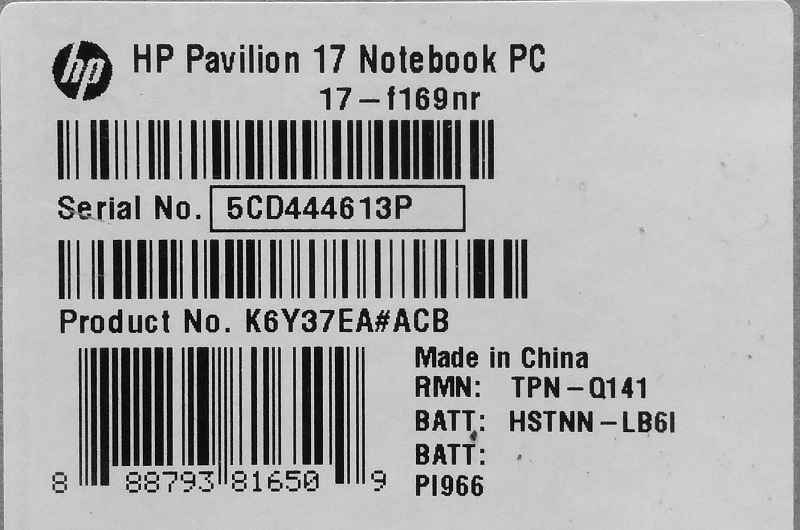 hp
HP Pavilion 17 Notebook PC
17-f169nr
Serial No. 5CD444613P
Product No. K6Y37EA#ACB
Made in China
RMN: TPN-Q141
BATT: HSTNN-LB6I
BATT:
PI966
8 88793 81650 9